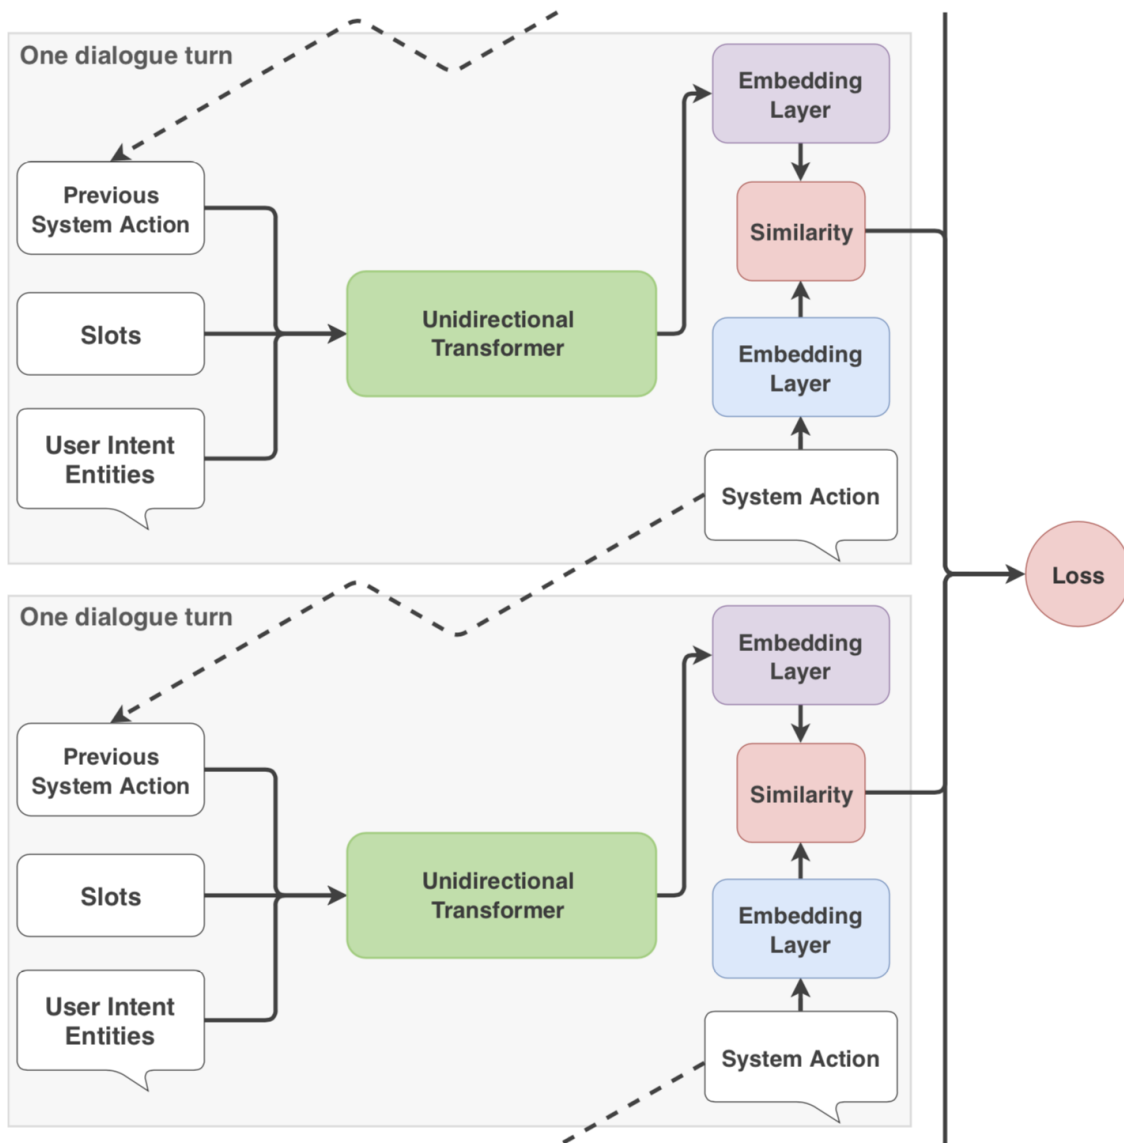 One dialogue turn
Embedding
Layer
Previous
System Action
Similarity
Slots
Unidirectional
Transformer
Embedding
Layer
User Intent
Entities
System Action
Loss
One dialogue turn
Embedding
Layer
Previous
System Action
Similarity
Slots
Unidirectional
Transformer
Embedding
Layer
User Intent
Entities
System Action